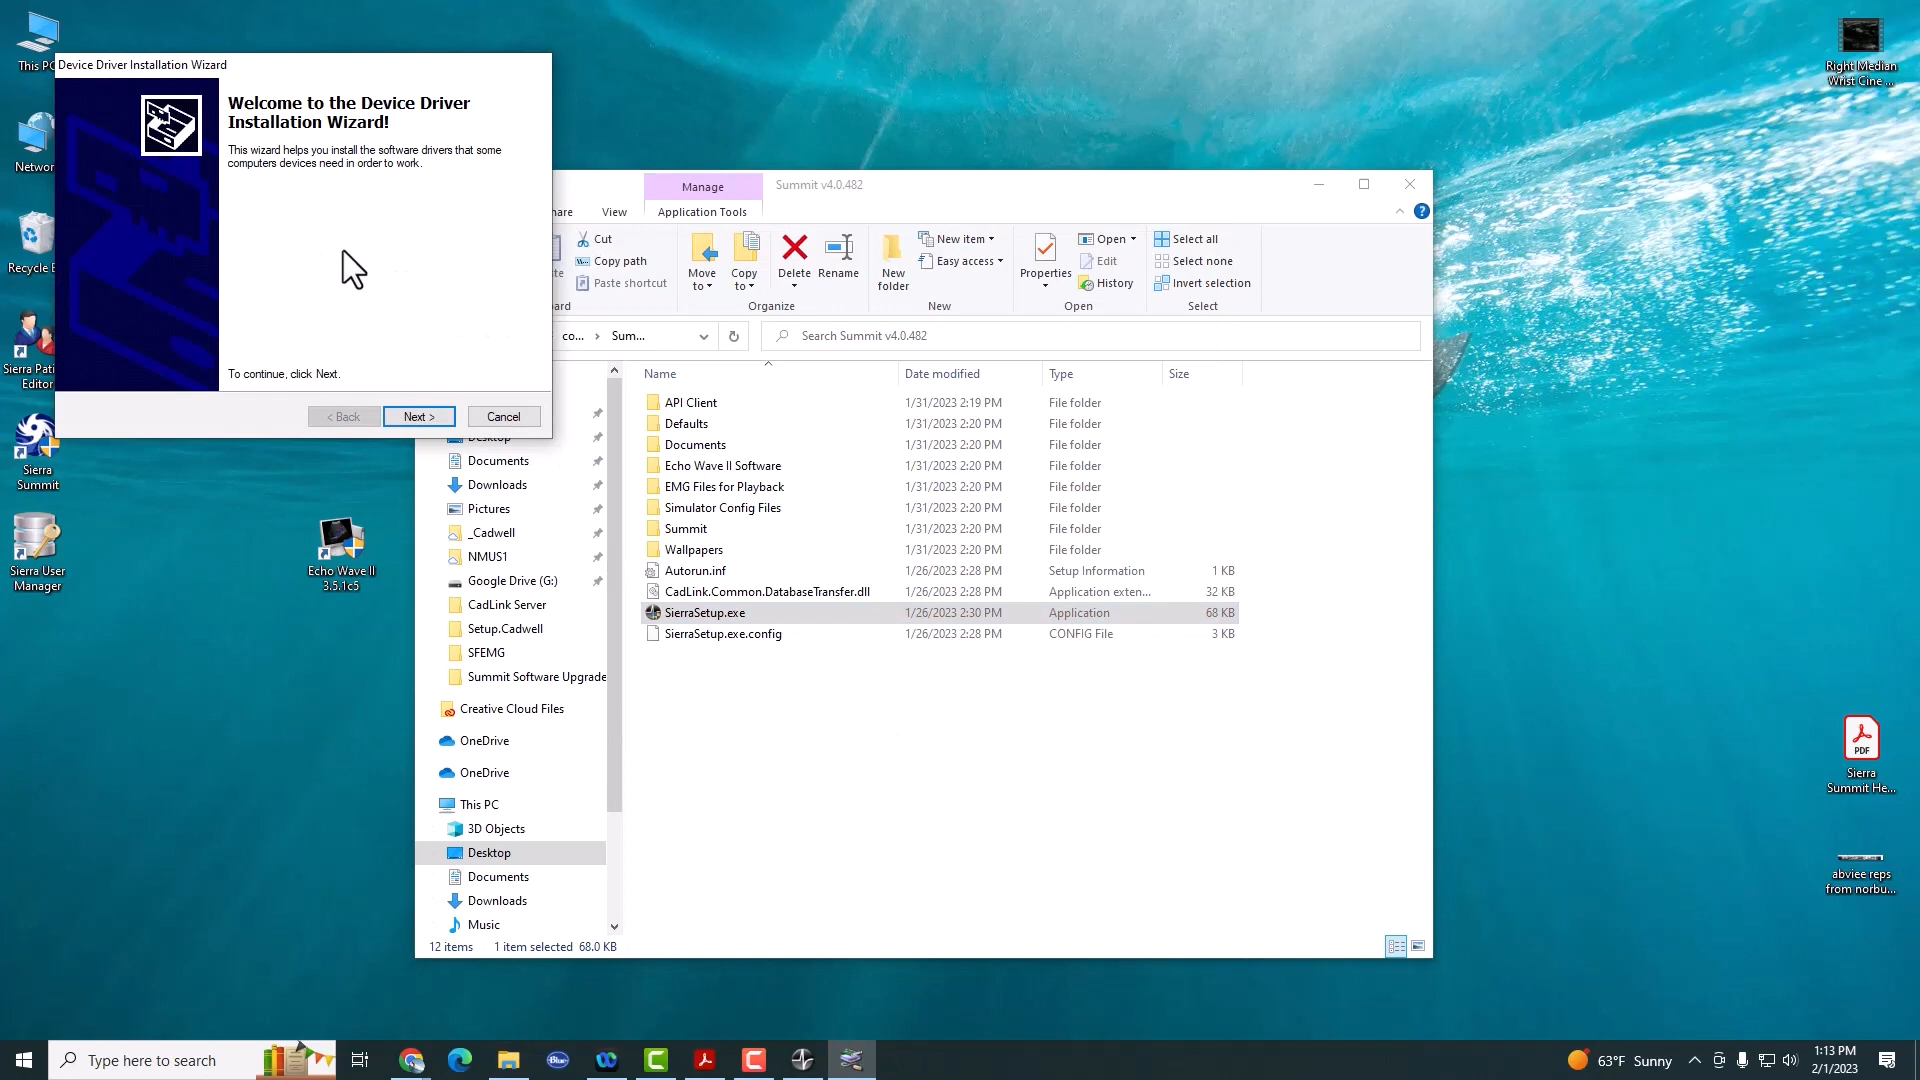 This PC
Network
Recycle B
Sierra Pati
Editor
Sierra
Summit
Sierra User
Manager
Echo Wave II
3.5.1c5
Right Median
Wrist Cine ...
PDF
Sierra
Summit He...
abviee reps
from norbu...
Device Driver Installation Wizard
Welcome to the Device Driver
Installation Wizard!
This wizard helps you install the software drivers that some
computers devices need in order to work.
To continue, click Next.
< Back
Next >
Cancel
Manage
Summit v4.0.482
hare
View
Application Tools
Cut
Copy path
Paste shortcut
te
oard
Move
to
Copy
to
Delete
Rename
Organize
New
folder
New item
Easy access
New
Properties
Open
Edit
History
Open
Select all
Select none
Invert selection
Select
co...
Sum...
Search Summit v4.0.482
Desktop
Documents
Downloads
Pictures
_Cadwell
NMUS1
Google Drive (G:)
CadLink Server
Setup.Cadwell
SFEMG
Summit Software Upgrade
Creative Cloud Files
OneDrive
OneDrive
This PC
3D Objects
Desktop
Documents
Downloads
Music
Name Date modified Type Size
API Client 1/31/2023 2:19 PM File folder
Defaults 1/31/2023 2:20 PM File folder
Documents 1/31/2023 2:20 PM File folder
Echo Wave II Software 1/31/2023 2:20 PM File folder
EMG Files for Playback 1/31/2023 2:20 PM File folder
Simulator Config Files 1/31/2023 2:20 PM File folder
Summit 1/31/2023 2:20 PM File folder
Wallpapers 1/31/2023 2:20 PM File folder
Autorun.inf 1/26/2023 2:28 PM Setup Information 1 KB
CadLink.Common.DatabaseTransfer.dll 1/26/2023 2:28 PM Application exten... 32 KB
SierraSetup.exe 1/26/2023 2:30 PM Application 68 KB
SierraSetup.exe.config 1/26/2023 2:28 PM CONFIG File 3 KB
12 items 1 item selected 68.0 KB
Type here to search
Blue
63°F Sunny
1:13 PM
2/1/2023